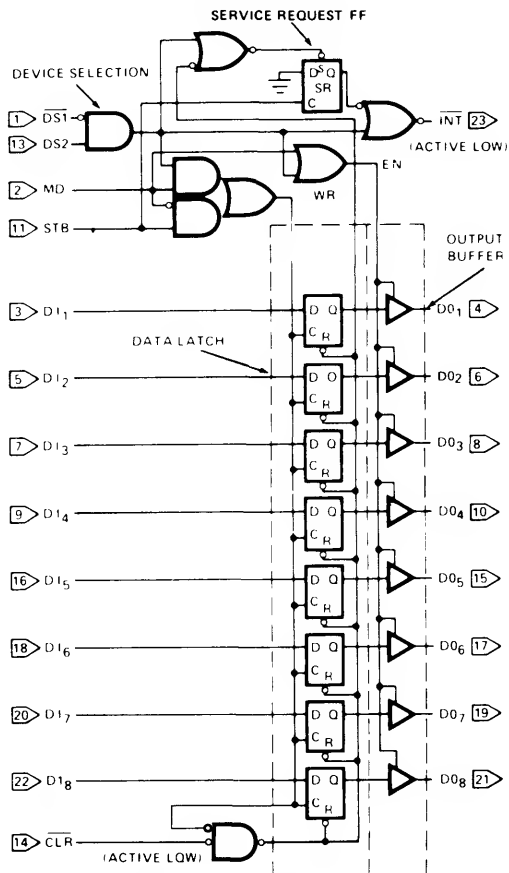 SERVICE REQUEST FF
DEVICE SELECTION
D S Q
SR
C
1 DS1
13 DS2
INT 23
(ACTIVE LOW)
2 MD
EN
WR
11 STB
OUTPUT
BUFFER
3 DI1 D Q C R DO1 4
DATA LATCH
5 DI2 D O C R DO2 6
7 DI3 D Q C R DO3 8
9 DI4 D Q C R DO4 10
16 DI5 D Q C R DO5 15
18 DI6 D Q C R DO6 17
20 DI7 D Q C R DO7 19
22 DI8 D Q C R DO8 21
14 CLR
(ACTIVE LOW)